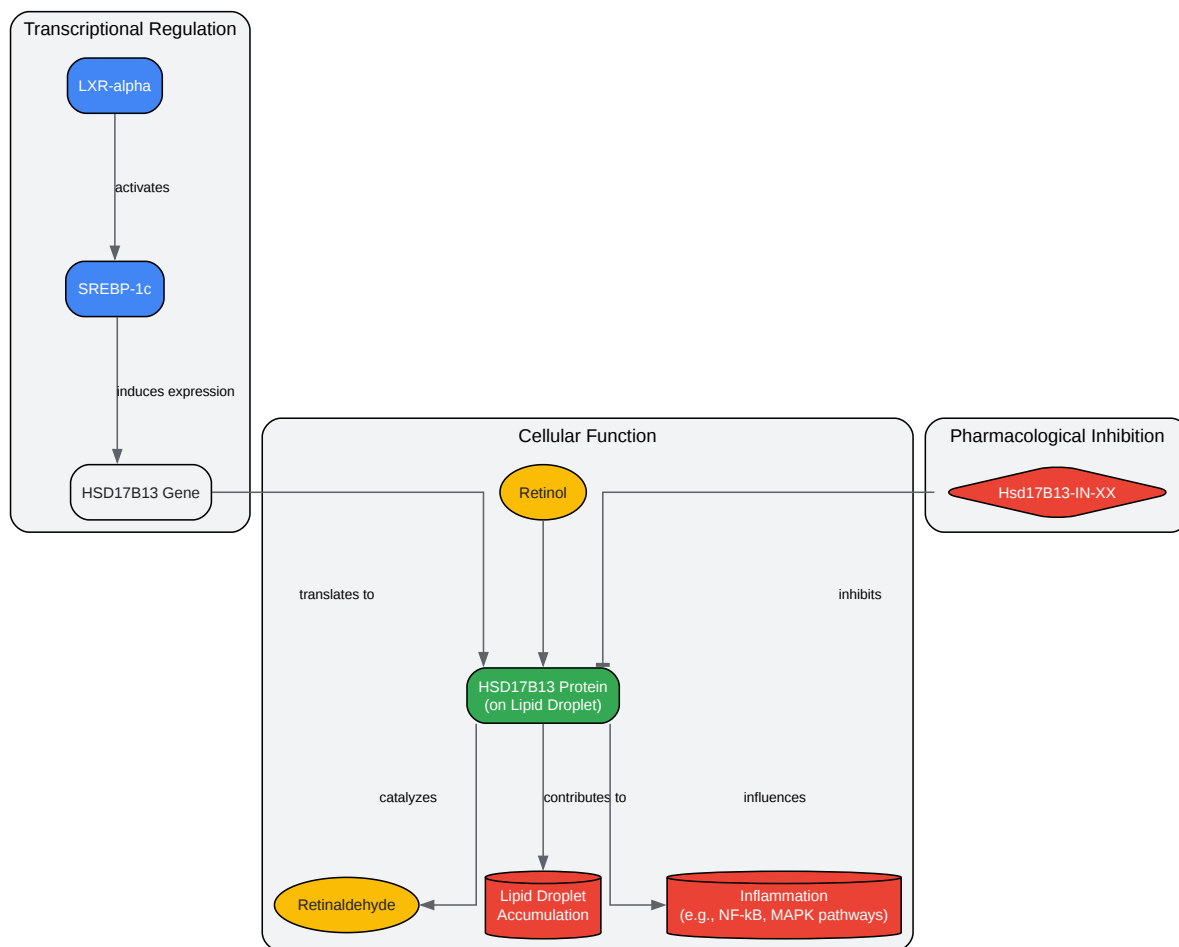 Transcriptional Regulation
LXR-alpha
activates
SREBP-1c
induces expression
HSD17B13 Gene
Cellular Function
Retinol
translates to
HSD17B13 Protein
(on Lipid Droplet)
catalyzes
contributes to
influences
Retinaldehyde
Lipid Droplet
Accumulation
Inflammation
(e.g., NF-kB, MAPK pathways)
Pharmacological Inhibition
Hsd17B13-IN-XX
inhibits